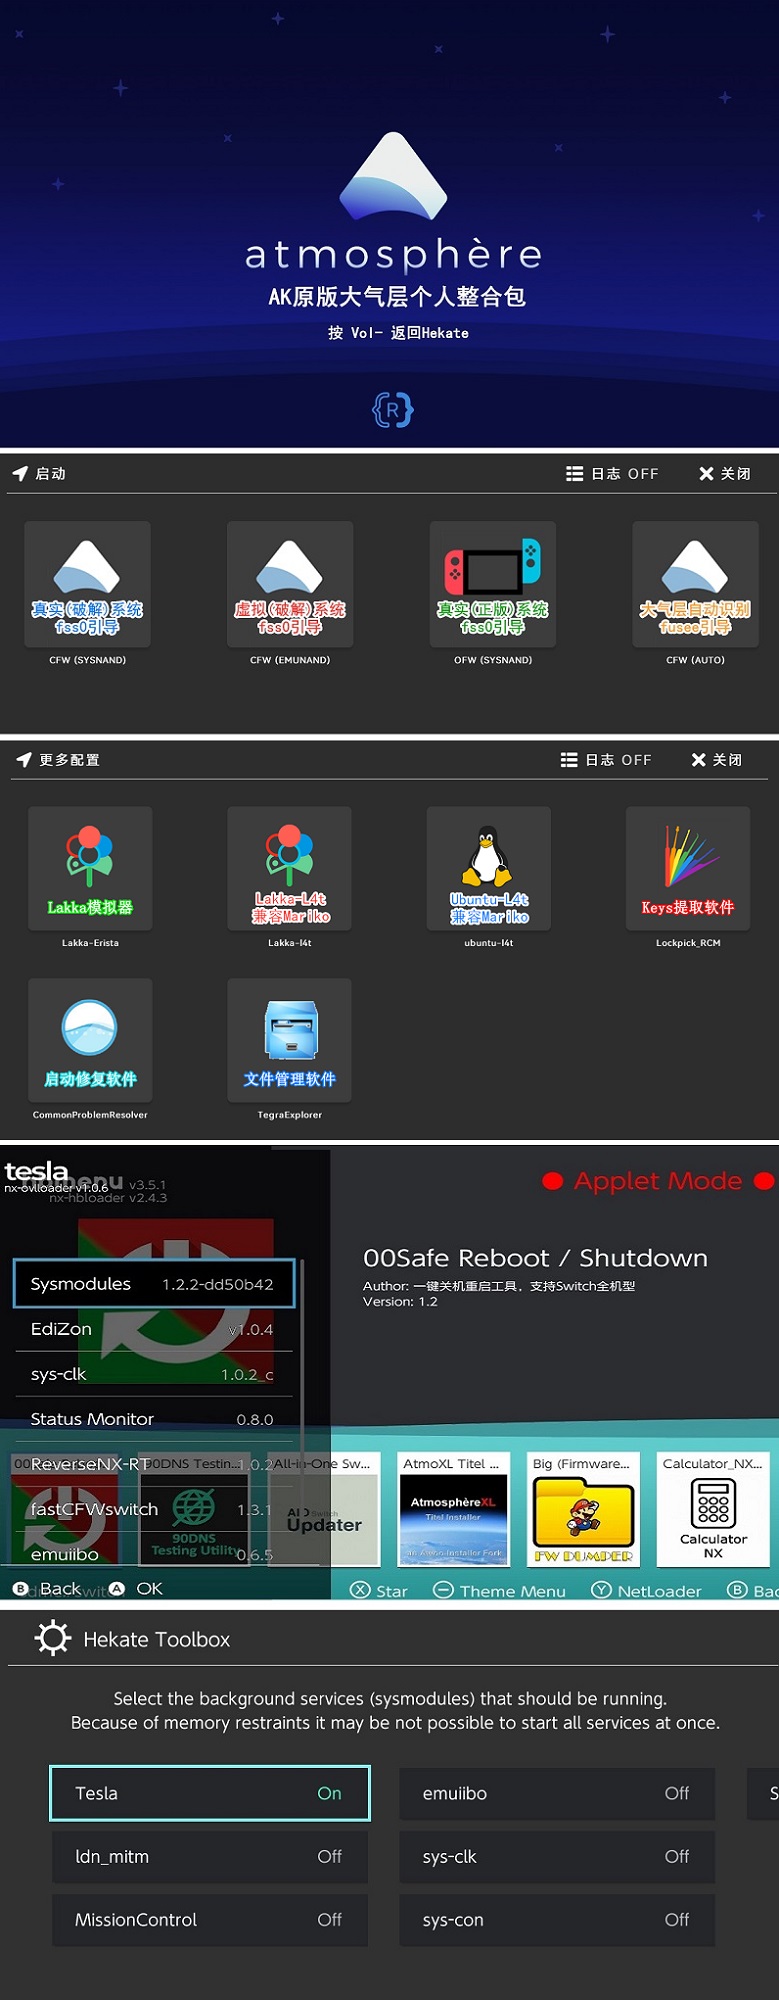 atmosphère
AK原版大气层个人整合包
按 Vol- 返回Hekate
{R}
启动
日志 OFF
关闭
真实(破解)系统
fss0引导
CFW (SYSNAND)
虚拟(破解)系统
fss0引导
CFW (EMUNAND)
真实(正版)系统
fss0引导
OFW (SYSNAND)
大气层自动识别
fusee引导
CFW (AUTO)
更多配置
日志 OFF
关闭
Lakka模拟器
Lakka-Erista
Lakka-L4t
兼容Mariko
Lakka-l4t
Ubuntu-L4t
兼容Mariko
ubuntu-l4t
Keys提取软件
Lockpick_RCM
启动修复软件
CommonProblemResolver
文件管理软件
TegraExplorer
tesla
nx-ovlloader v1.0.6
v3.5.1
nx-hbloader v2.4.3
Applet Mode
00Safe Reboot / Shutdown
Author: 一键关机重启工具，支持Switch全机型
Version: 1.2
Sysmodules 1.2.2-dd50b42
EdiZon v1.0.4
sys-clk 1.0.2_c
Status Monitor 0.8.0
ReverseNX-RT 1.0.2
fastCFWswitch 1.3.1
emuiibo 0.6.5
90DNS Testin...
90DNS
Testing Utility
All-in-One Sw...
Updater
AtmoXL Titel ...
AtmosphèreXL
Titel Installer
an Awoo-Installer Fork
Big (Firmware...
FW DUMPER
Calculator_NX...
Calculator
NX
B Back A OK
X Star
Theme Menu
Y NetLoader
B Bac
Hekate Toolbox
Select the background services (sysmodules) that should be running.
Because of memory restraints it may be not possible to start all services at once.
Tesla On
emuiibo Off
S
ldn_mitm Off
sys-clk Off
MissionControl Off
sys-con Off